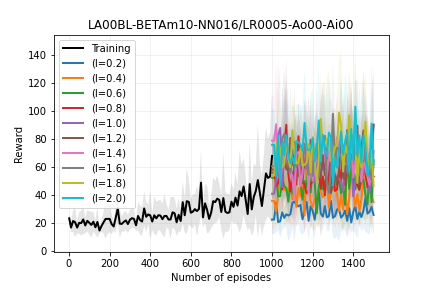 LA00BL-BETAm10-NN016/LR0005-Ao00-Ai00
Reward
140
120
100
80
60
40
20
0
Training
(l=0.2)
(l=0.4)
(l=0.6)
(l=0.8)
(l=1.0)
(l=1.2)
(l=1.4)
(l=1.6)
(l=1.8)
(l=2.0)
0 200 400 600 800 1000 1200 1400
Number of episodes